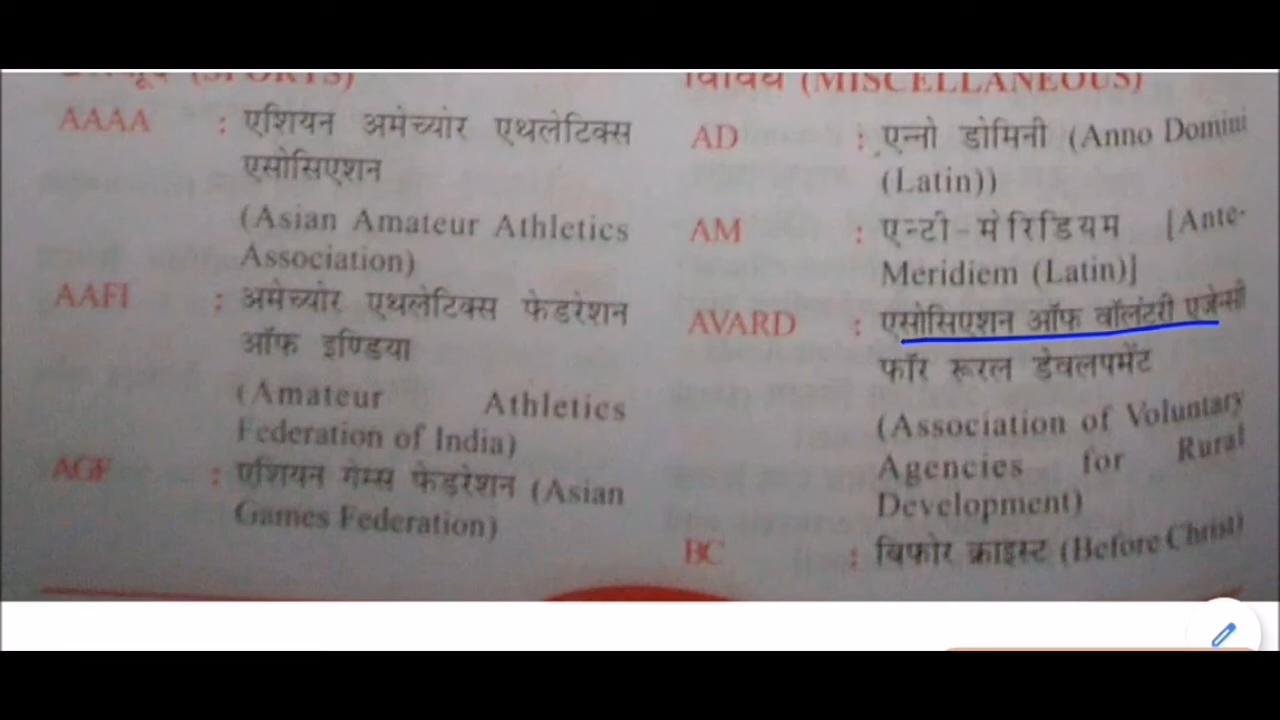 (SPORTS)
AAAA : एशियन अमेच्योर एथलेटिक्स
एसोसिएशन
(Asian Amateur Athletics
Association)
AAFI : अमेच्योर एथलेटिक्स फेडरेशन
ऑफ इण्डिया
(Amateur Athletics
Federation of India)
AGF : एशियन गेम्स फेडरेशन (Asian
Games Federation)
विविध (MISCELLANEOUS)
AD : एन्नो डोमिनी (Anno Domini
(Latin))
AM : एन्टी-मेरिडियम [Ante-
Meridiem (Latin)]
AVARD : एसोसिएशन ऑफ वॉलंटरी एजेन्सी
फॉर रूरल डेवलपमेंट
(Association of Voluntary
Agencies for Rural
Development)
BC : बिफोर क्राइस्ट (Before Christ)